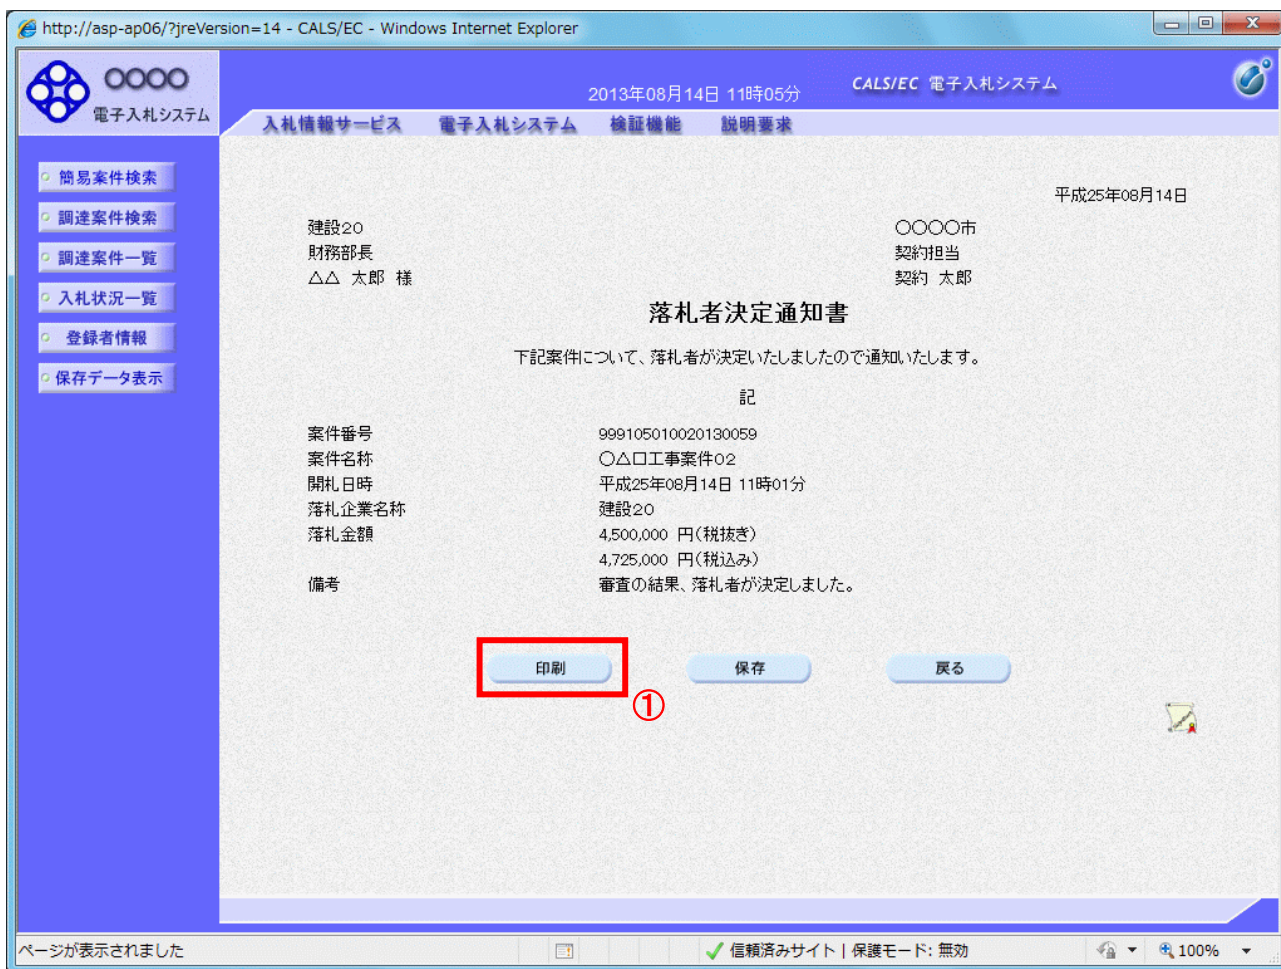 http://asp-ap06/?jreVersion=14 - CALS/EC - Windows Internet Explorer
○○○○
電子入札システム
2013年08月14日 11時05分
CALS/EC 電子入札システム
入札情報サービス 電子入札システム 検証機能 説明要求
簡易案件検索
調達案件検索
調達案件一覧
入札状況一覧
登録者情報
保存データ表示
平成25年08月14日
建設20 ○○○○市
財務部長 契約担当
△△ 太郎 様 契約 太郎
落札者決定通知書
下記案件について、落札者が決定いたしましたので通知いたします。
記
案件番号 999105010020130059
案件名称 ○△口工事案件02
開札日時 平成25年08月14日 11時01分
落札企業名称 建設20
落札金額 4,500,000 円(税抜き)
4,725,000 円(税込み)
備考 審査の結果、落札者が決定しました。
印刷 保存 戻る
①
ページが表示されました 信頼済みサイト | 保護モード: 無効 100%